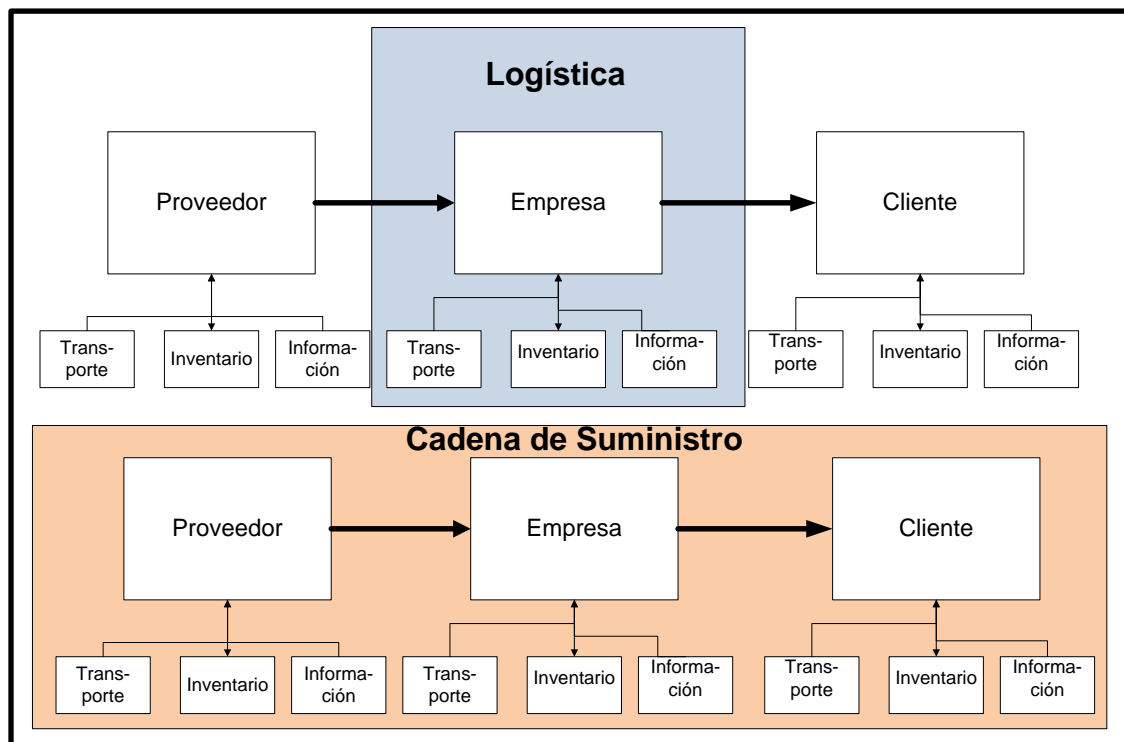 Logística
Proveedor
Empresa
Cliente
Trans-
porte
Inventario
Informa-
ción
Trans-
porte
Inventario
Informa-
ción
Trans-
porte
Inventario
Informa-
ción
Cadena de Suministro
Proveedor
Empresa
Cliente
Trans-
porte
Inventario
Informa-
ción
Trans-
porte
Inventario
Informa-
ción
Trans-
porte
Inventario
Informa-
ción